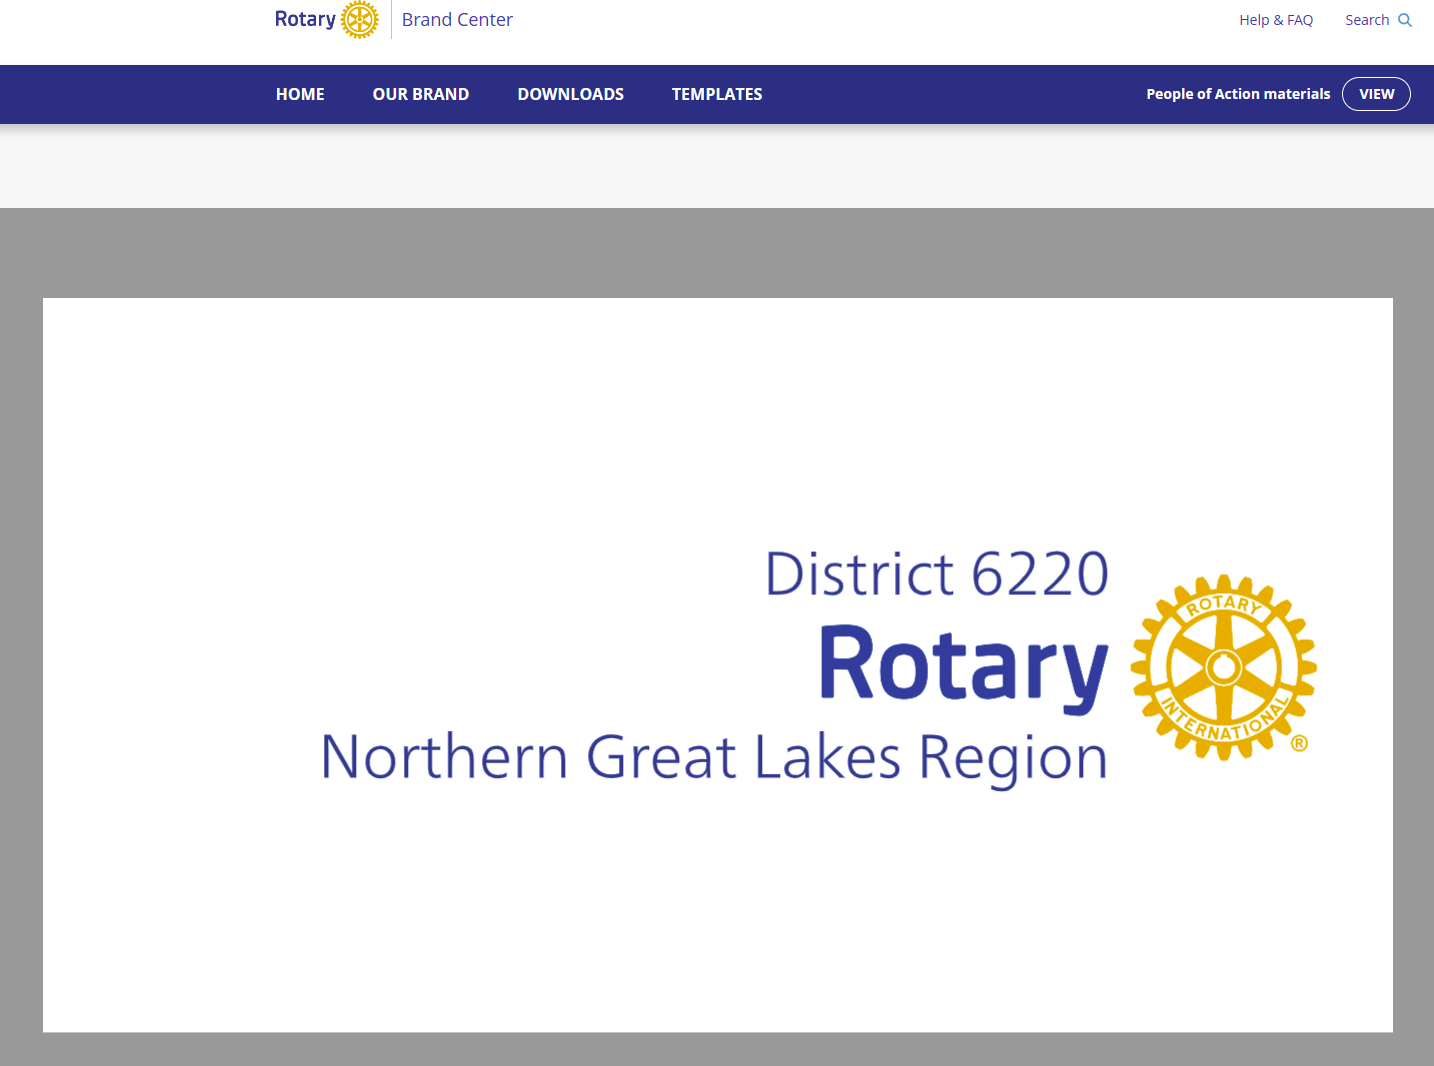 Rotary | Brand Center
Help & FAQ Search
HOME OUR BRAND DOWNLOADS TEMPLATES
People of Action materials VIEW
District 6220
Rotary
Northern Great Lakes Region
ROTARY
INTERNATIONAL
®